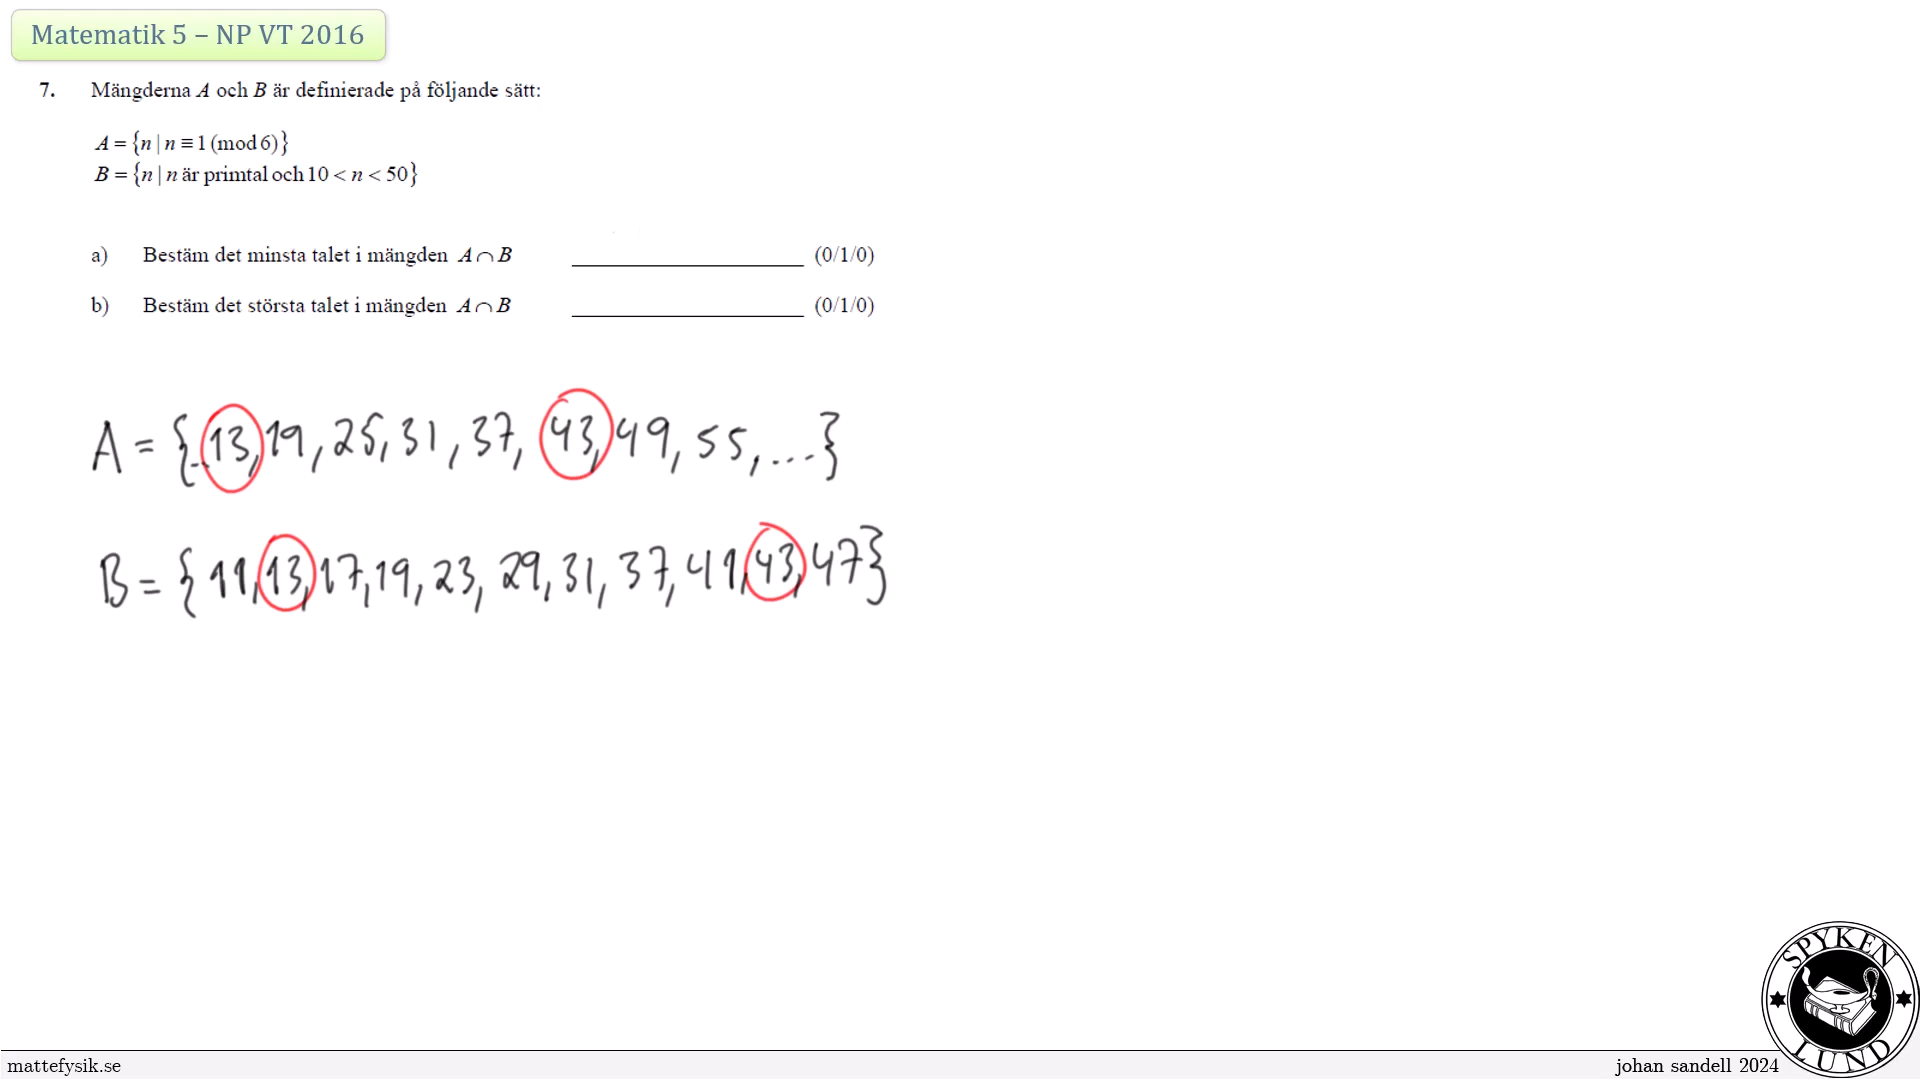 Matematik 5 – NP VT 2016
7. Mängderna A och B är definierade på följande sätt:
A = {n | n ≡ 1 (mod 6)}
B = {n | n är primtal och 10 < n < 50}
a) Bestäm det minsta talet i mängden A ∩ B (0/1/0)
b) Bestäm det största talet i mängden A ∩ B (0/1/0)
A = {..13, 19, 25, 31, 37, 43, 49, 55, ...}
B = {11, 13, 17, 19, 23, 29, 31, 37, 41, 43, 47}
SPYKEN
LUND
mattefysik.se
johan sandell 2024